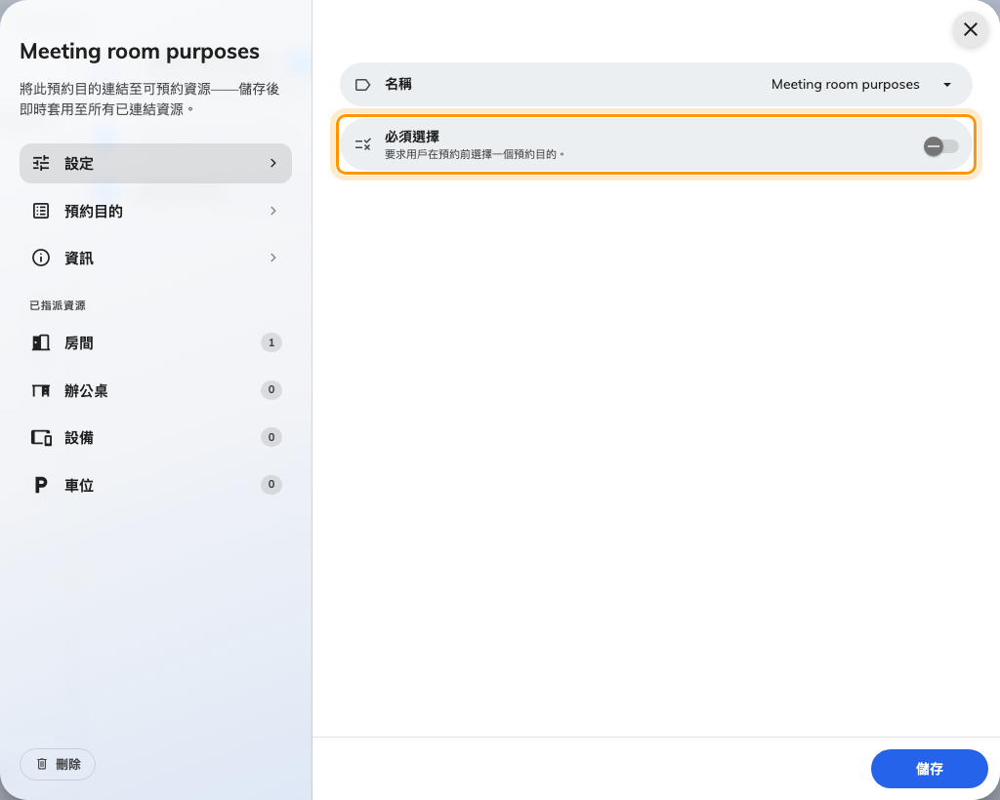 Meeting room purposes
將此預約目的連結至可預約資源——儲存後
即時套用至所有已連結資源。
設定
預約目的
資訊
已指派資源
房間 1
辦公桌 0
設備 0
車位 0
刪除
名稱 Meeting room purposes
必須選擇
要求用戶在預約前選擇一個預約目的。
儲存